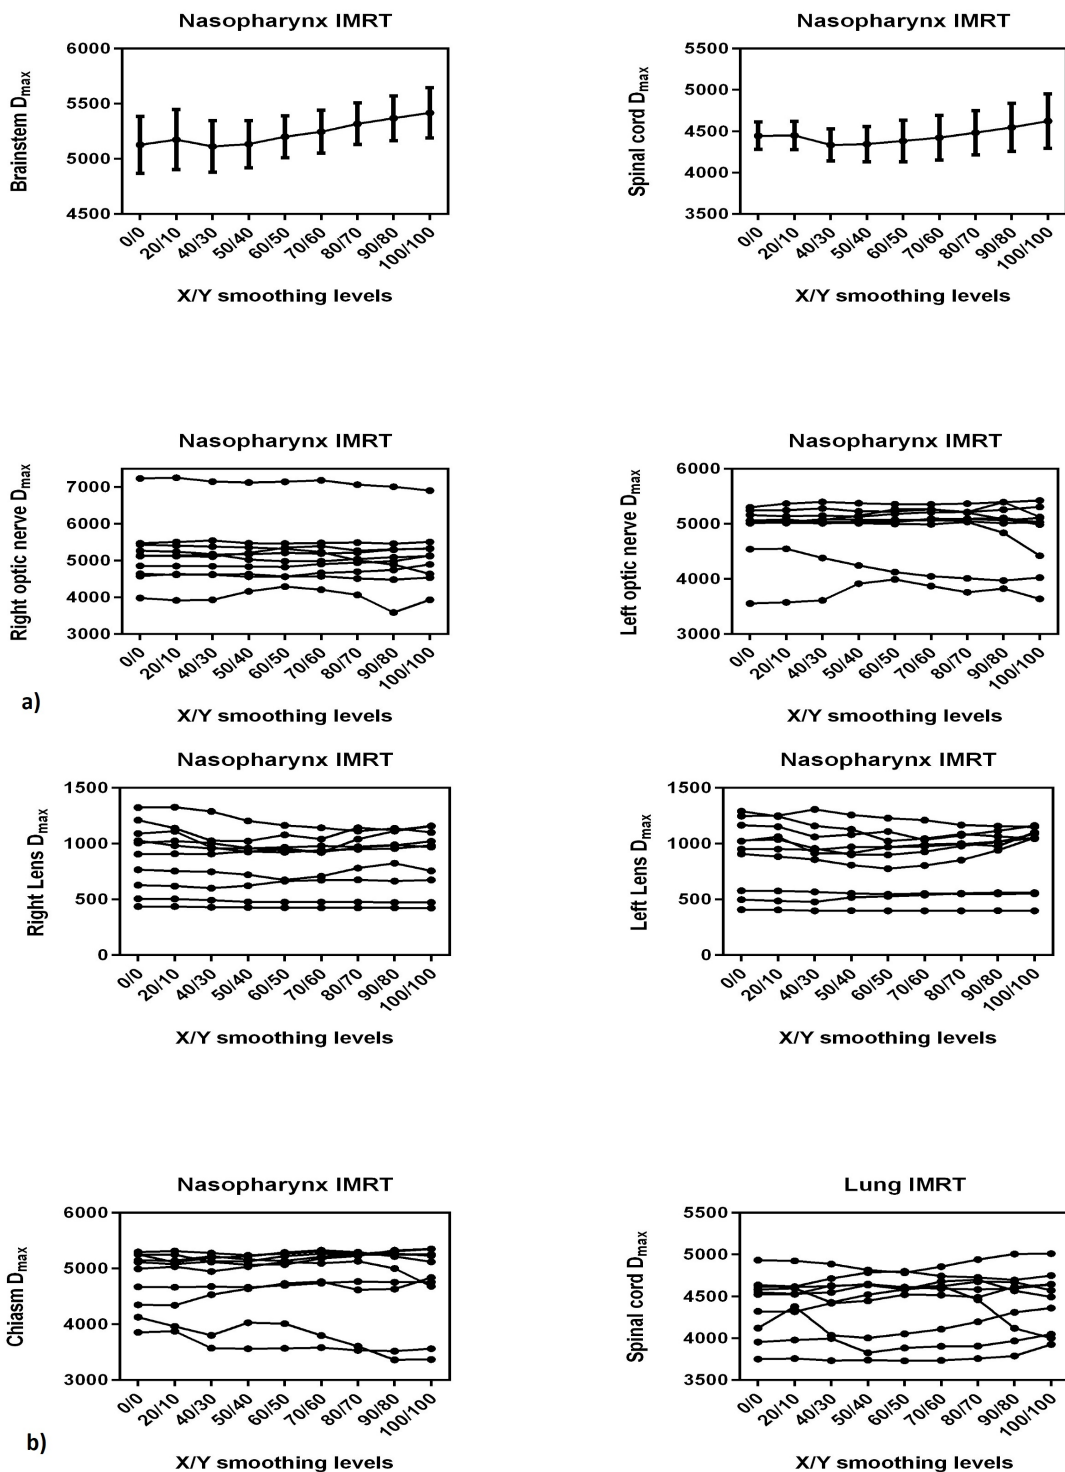 Nasopharynx IMRT
Brainstem Dmax
6000
5500
5000
4500
0/0 20/10 40/30 50/40 60/50 70/60 80/70 90/80 100/100
X/Y smoothing levels
Nasopharynx IMRT
Spinal cord Dmax
5500
5000
4500
4000
3500
0/0 20/10 40/30 50/40 60/50 70/60 80/70 90/80 100/100
X/Y smoothing levels
Nasopharynx IMRT
Right optic nerve Dmax
7000
6000
5000
4000
3000
0/0 20/10 40/30 50/40 60/50 70/60 80/70 90/80 100/100
X/Y smoothing levels
Nasopharynx IMRT
Left optic nerve Dmax
6000
5000
4000
3000
0/0 20/10 40/30 50/40 60/50 70/60 80/70 90/80 100/100
X/Y smoothing levels
a)
Nasopharynx IMRT
Right Lens Dmax
1500
1000
500
0
0/0 20/10 40/30 50/40 60/50 70/60 80/70 90/80 100/100
X/Y smoothing levels
Nasopharynx IMRT
Left Lens Dmax
1500
1000
500
0
0/0 20/10 40/30 50/40 60/50 70/60 80/70 90/80 100/100
X/Y smoothing levels
Nasopharynx IMRT
Chiasm Dmax
6000
5000
4000
3000
0/0 20/10 40/30 50/40 60/50 70/60 80/70 90/80 100/100
X/Y smoothing levels
Lung IMRT
Spinal cord Dmax
5500
5000
4500
4000
3500
0/0 20/10 40/30 50/40 60/50 70/60 80/70 90/80 100/100
X/Y smoothing levels
b)